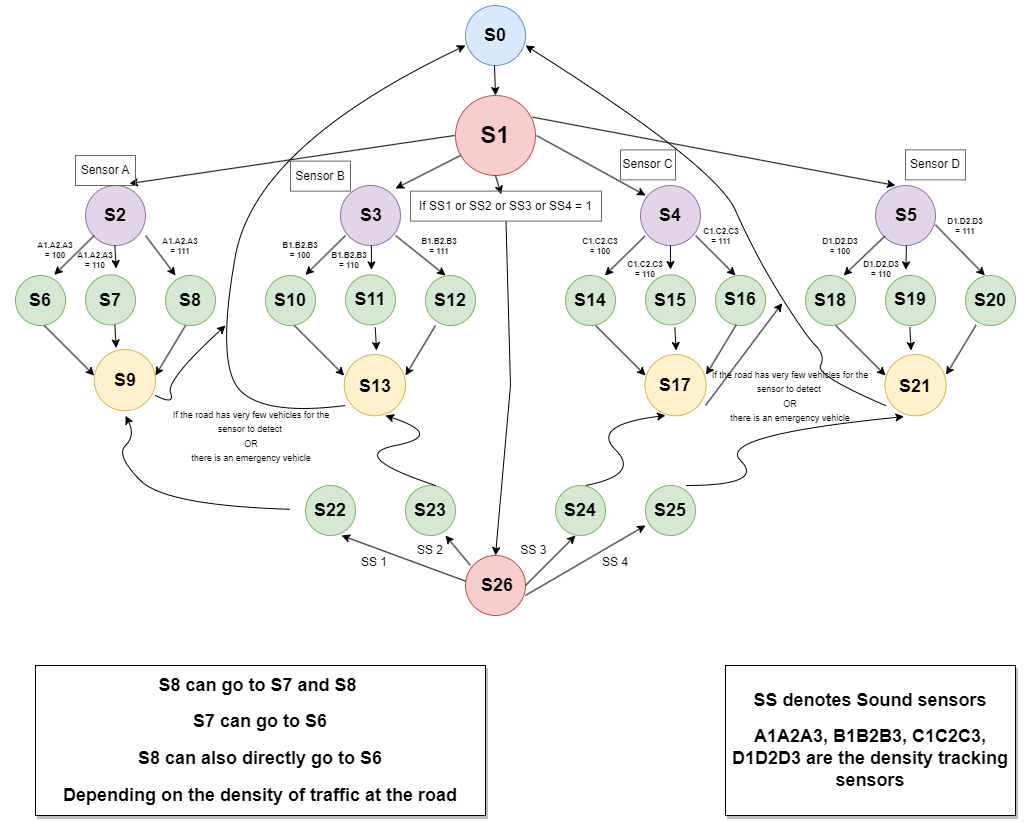 S0
S1
Sensor A
Sensor B
Sensor C
Sensor D
If SS1 or SS2 or SS3 or SS4 = 1
S2
S3
S4
S5
A1.A2.A3
= 100
A1.A2.A3
= 110
A1.A2.A3
= 111
B1.B2.B3
= 100
B1.B2.B3
= 110
B1.B2.B3
= 111
C1.C2.C3
= 100
C1.C2.C3
= 110
C1.C2.C3
= 111
D1.D2.D3
= 100
D1.D2.D3
= 110
D1.D2.D3
= 111
S6
S7
S8
S10
S11
S12
S14
S15
S16
S18
S19
S20
S9
S13
S17
S21
If the road has very few vehicles for the
sensor to detect
OR
there is an emergency vehicle
If the road has very few vehicles for the
sensor to detect
OR
there is an emergency vehicle
S22
S23
S24
S25
SS 1
SS 2
SS 3
SS 4
S26
S8 can go to S7 and S8
S7 can go to S6
S8 can also directly go to S6
Depending on the density of traffic at the road
SS denotes Sound sensors
A1A2A3, B1B2B3, C1C2C3,
D1D2D3 are the density tracking
sensors